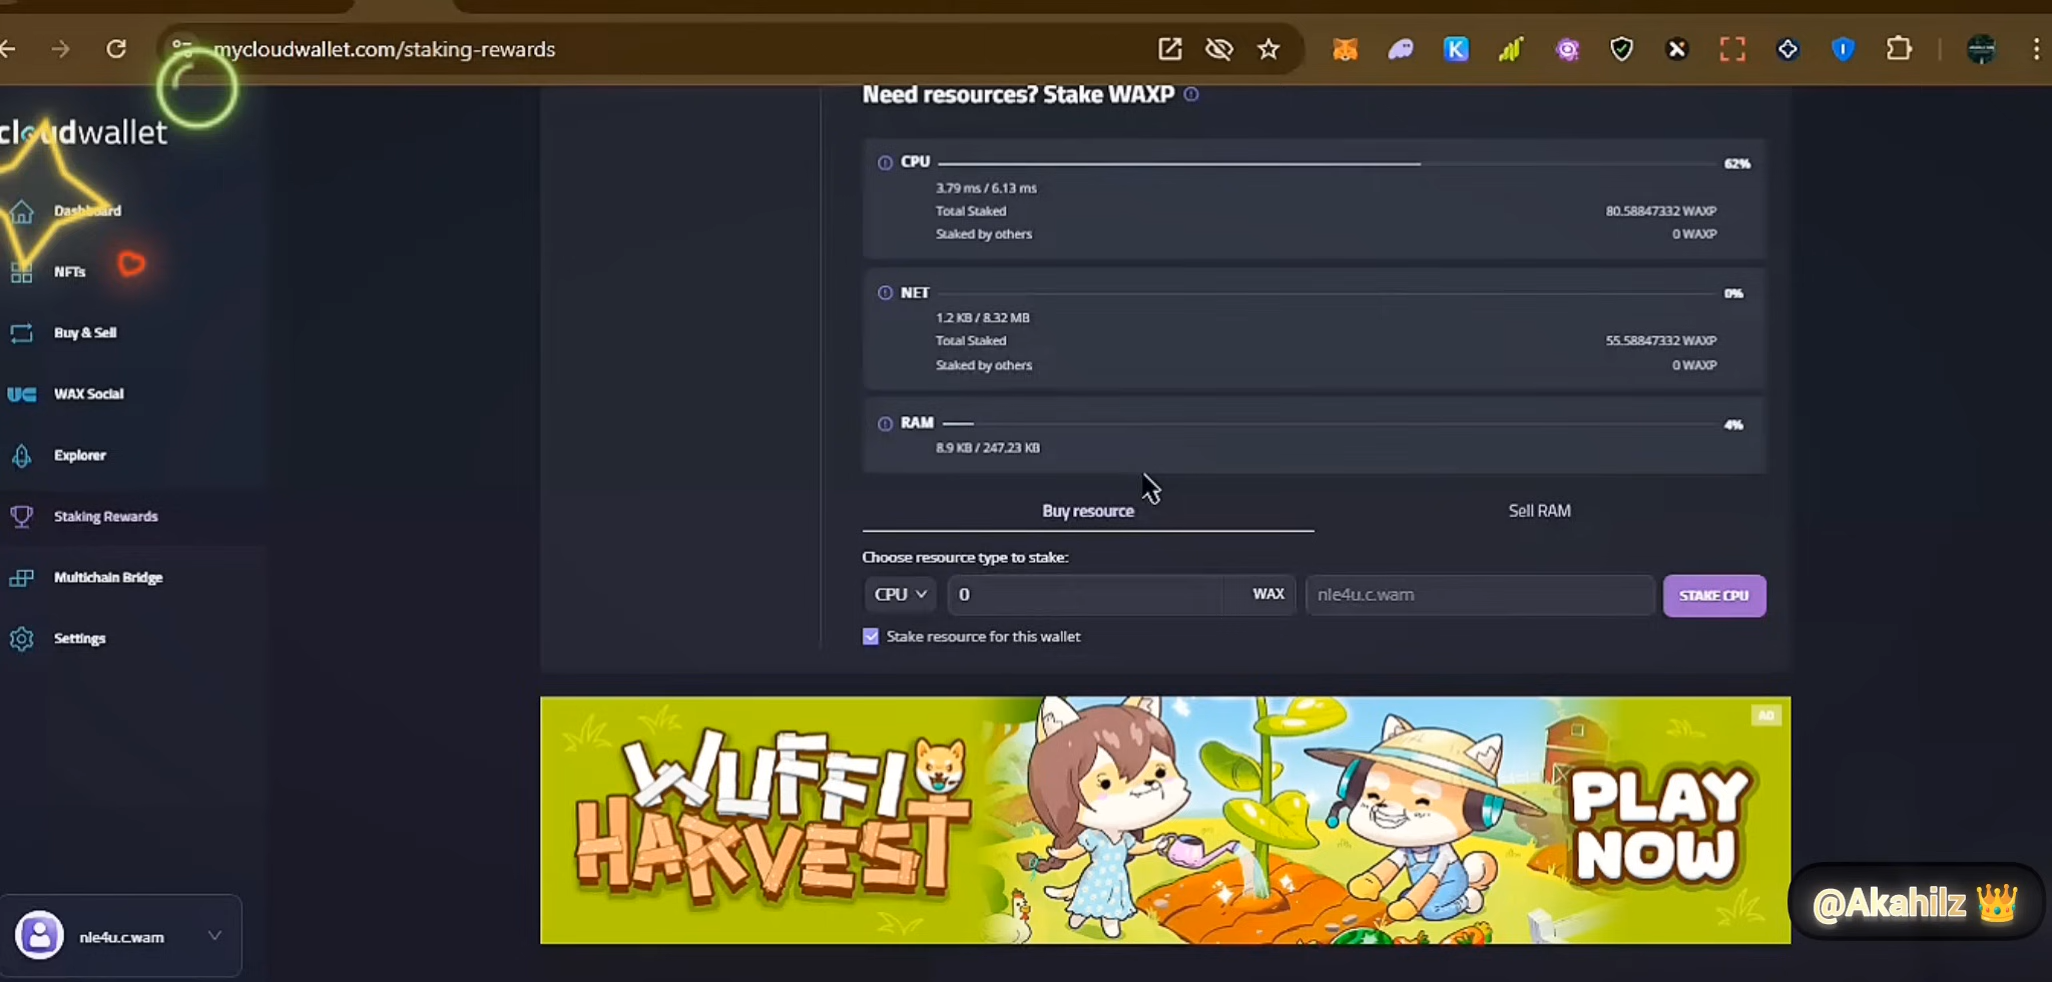 mycloudwallet.com/staking-rewards
cloudwallet
Dashboard
NFTs
Buy & Sell
WAX Social
Explorer
Staking Rewards
Multichain Bridge
Settings
nle4u.c.wam
Need resources? Stake WAXP
CPU 62%
3.79 ms / 6.13 ms
Total Staked 80.58847332 WAXP
Staked by others 0 WAXP
NET 0%
1.2 KB / 8.32 MB
Total Staked 55.58847332 WAXP
Staked by others 0 WAXP
RAM 4%
8.9 KB / 247.23 KB
Buy resource Sell RAM
Choose resource type to stake:
CPU 0 WAX nle4u.c.wam STAKE CPU
Stake resource for this wallet
AD
WUFFI
HARVEST
PLAY
NOW
@Akahilz